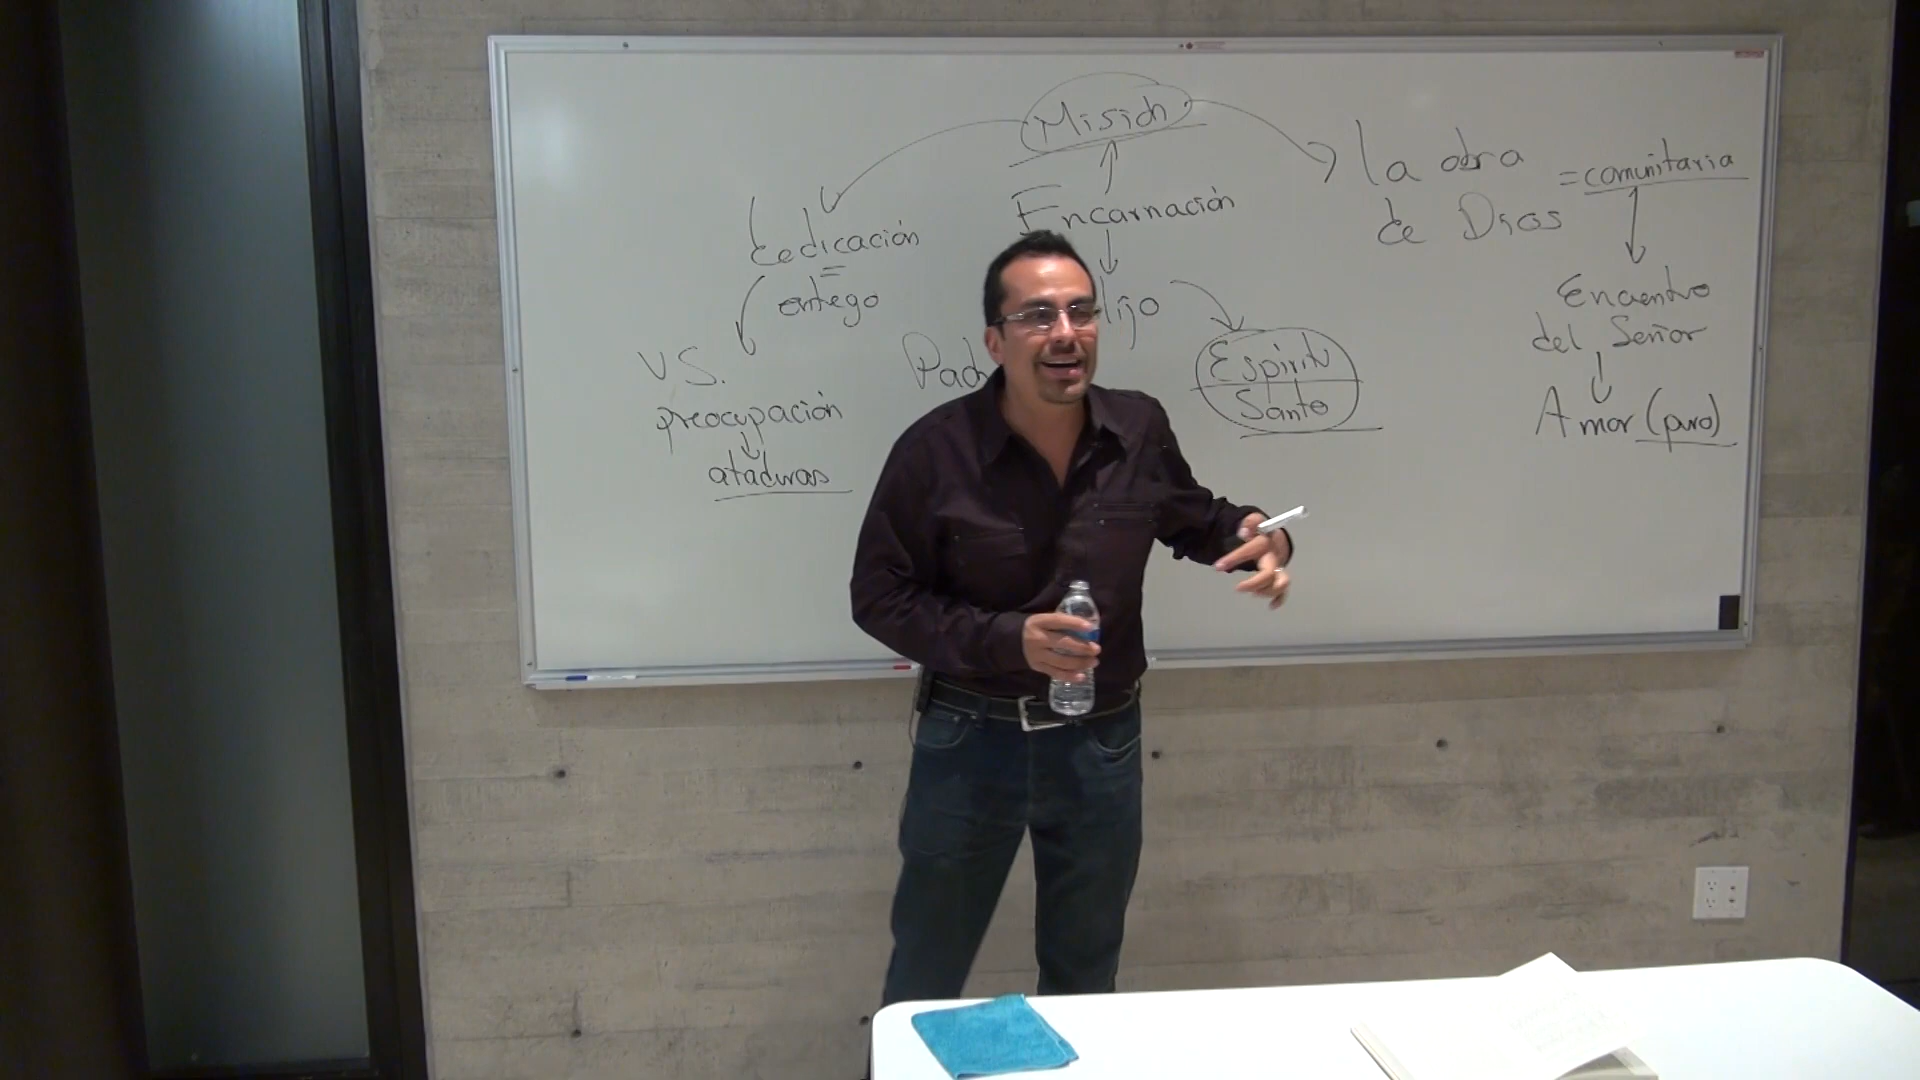 Misión
Encarnación
dedicación
=
entrego
VS.
preocupación
ataduras
Espíritu
Santo
la obra
de Dios
= comunitaria
Encuentro
del Señor
Amor (puro)